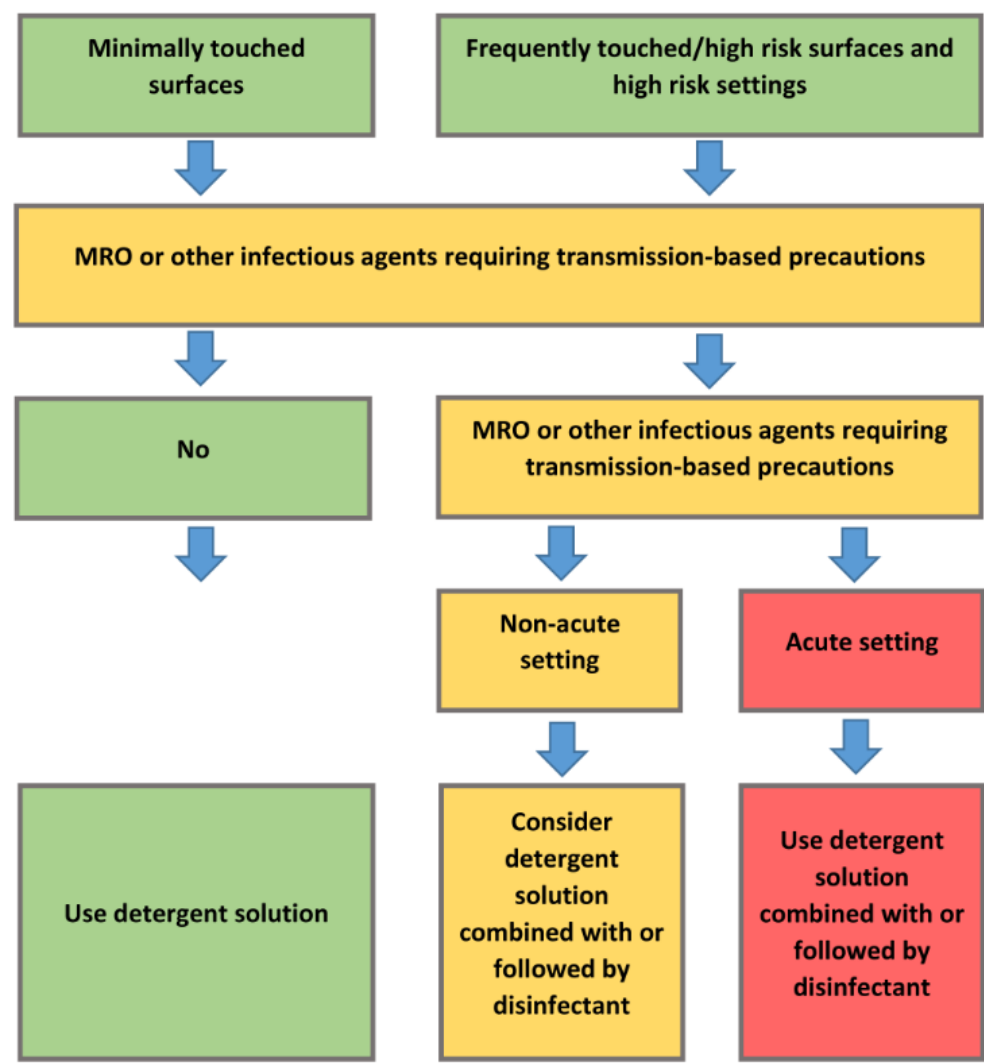 Minimally touched
surfaces
Frequently touched/high risk surfaces and
high risk settings
MRO or other infectious agents requiring transmission-based precautions
No
MRO or other infectious agents requiring
transmission-based precautions
Non-acute
setting
Acute setting
Use detergent solution
Consider
detergent
solution
combined with or
followed by
disinfectant
Use detergent
solution
combined with or
followed by
disinfectant